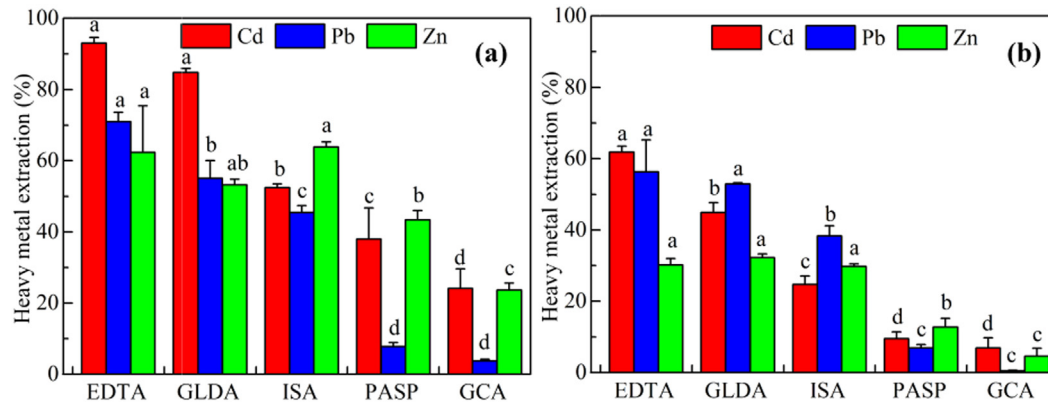 100
80
60
40
20
0
Heavy metal extraction (%)
Cd Pb Zn
(a)
a a a
a b ab
b c a
c d b
d d c
EDTA GLDA ISA PASP GCA
100
80
60
40
20
0
Heavy metal extraction (%)
Cd Pb Zn
(b)
a a a
b a a
c b a
d c b
d c c
EDTA GLDA ISA PASP GCA